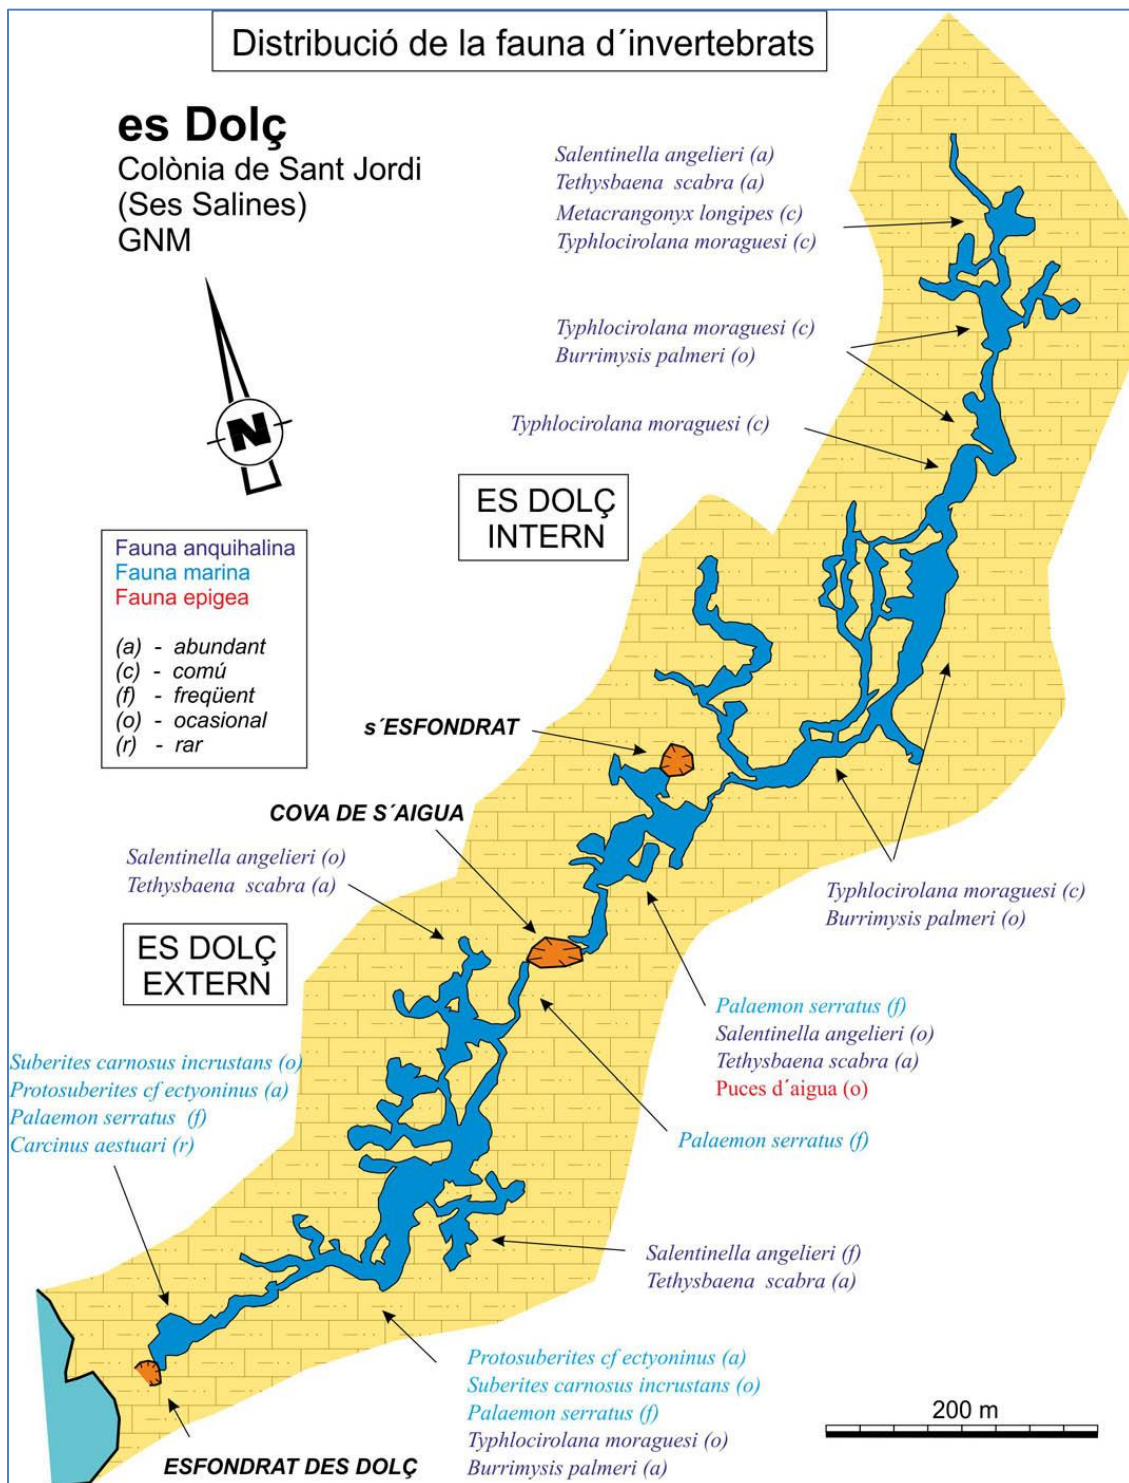 Distribució de la fauna d´invertebrats
es Dolç
Colònia de Sant Jordi
(Ses Salines)
GNM
N
Salentinella angelieri (a)
Tethysbaena scabra (a)
Metacrangonyx longipes (c)
Typhlocirolana moraguesi (c)
Typhlocirolana moraguesi (c)
Burrimysis palmeri (o)
Typhlocirolana moraguesi (c)
ES DOLÇ
INTERN
Fauna anquihalina
Fauna marina
Fauna epigea
(a) - abundant
(c) - comú
(f) - freqüent
(o) - ocasional
(r) - rar
s´ESFONDRAT
COVA DE S´AIGUA
Salentinella angelieri (o)
Tethysbaena scabra (a)
Typhlocirolana moraguesi (c)
Burrimysis palmeri (o)
ES DOLÇ
EXTERN
Palaemon serratus (f)
Salentinella angelieri (o)
Tethysbaena scabra (a)
Puces d´aigua (o)
Suberites carnosus incrustans (o)
Protosuberites cf ectyoninus (a)
Palaemon serratus (f)
Carcinus aestuari (r)
Palaemon serratus (f)
Salentinella angelieri (f)
Tethysbaena scabra (a)
Protosuberites cf ectyoninus (a)
Suberites carnosus incrustans (o)
Palaemon serratus (f)
Typhlocirolana moraguesi (o)
Burrimysis palmeri (a)
ESFONDRAT DES DOLÇ
200 m